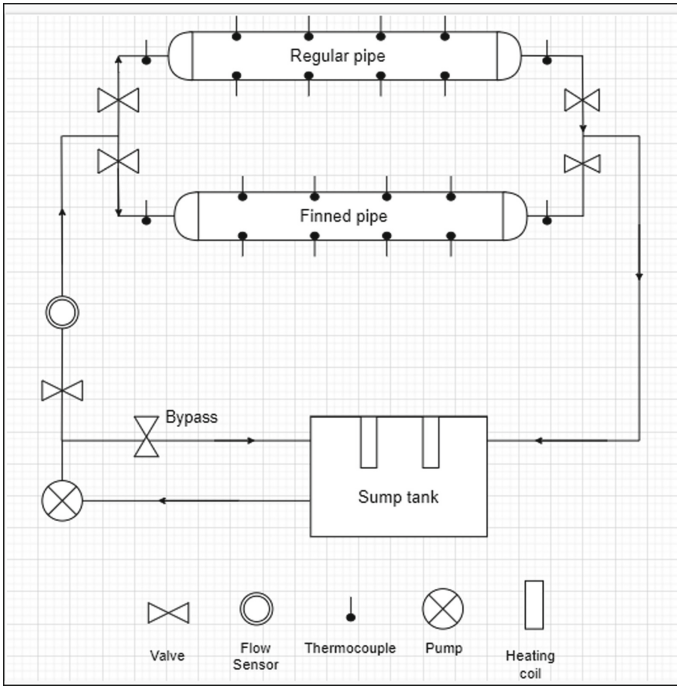 Regular pipe
Finned pipe
Bypass
Sump tank
Valve
Flow
Sensor
Thermocouple
Pump
Heating
coil